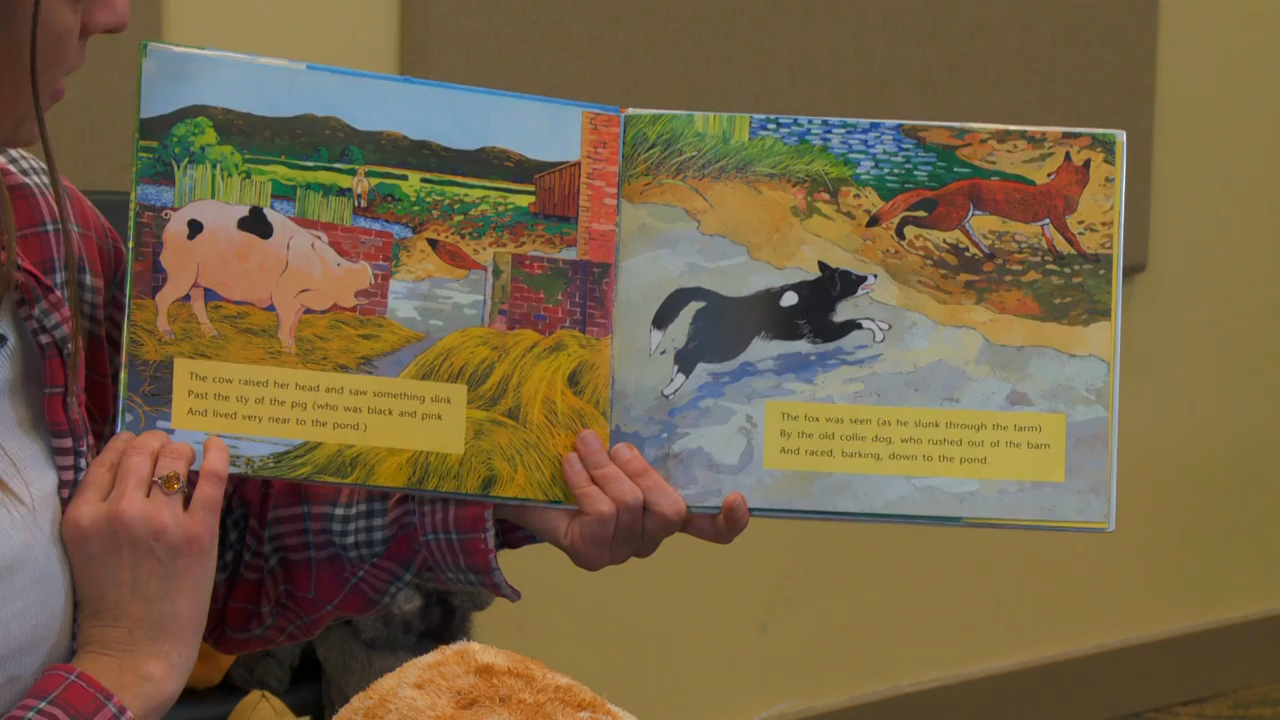 The cow raised her head and saw something slink
Past the sty of the pig (who was black and pink
And lived very near to the pond.)
The fox was seen (as he slunk through the farm)
By the old collie dog, who rushed out of the barn
And raced, barking, down to the pond.